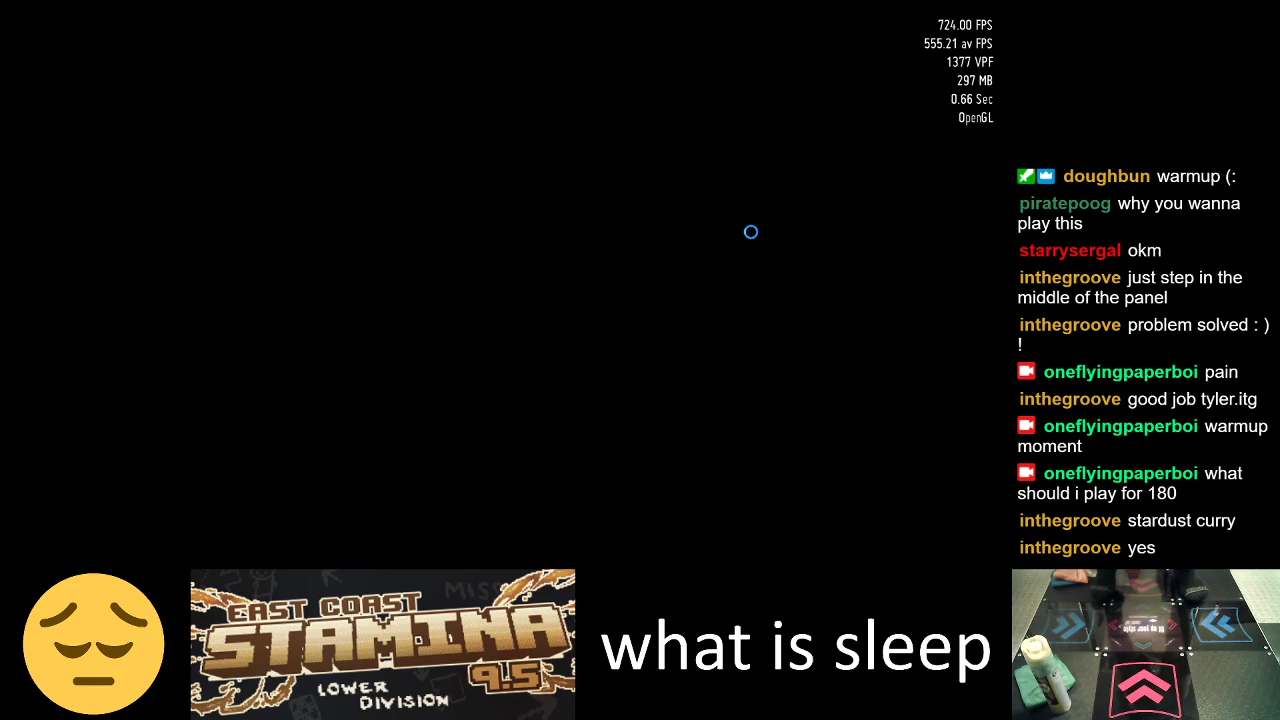 724.00 FPS
555.21 av FPS
1377 VPF
297 MB
0.66 Sec
OpenGL
doughbun warmup (:
piratepoog why you wanna
play this
starrysergal okm
inthegroove just step in the
middle of the panel
inthegroove problem solved : )
!
oneflyingpaperboi pain
inthegroove good job tyler.itg
oneflyingpaperboi warmup
moment
oneflyingpaperboi what
should i play for 180
inthegroove stardust curry
inthegroove yes
MISS
EAST COAST
STAMINA
9.5
LOWER
DIVISION
what is sleep